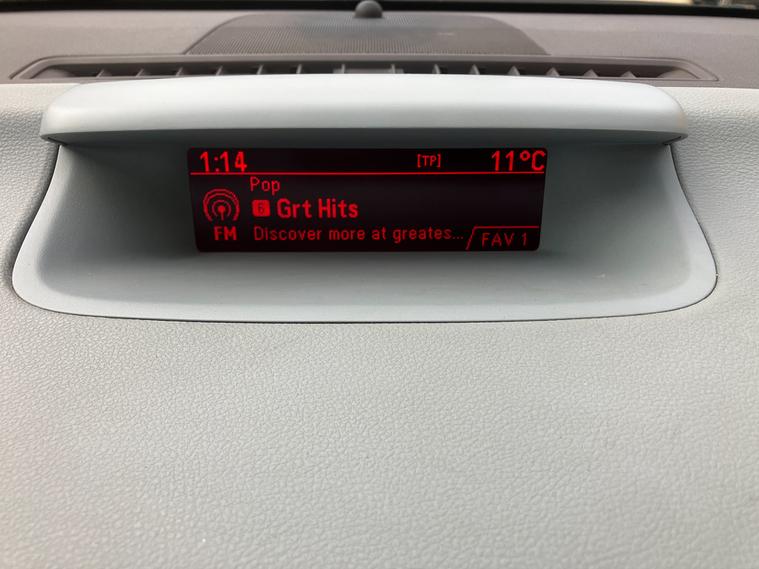 1:14 [TP] 11°C
Pop
6 Grt Hits
FM Discover more at greates... FAV 1